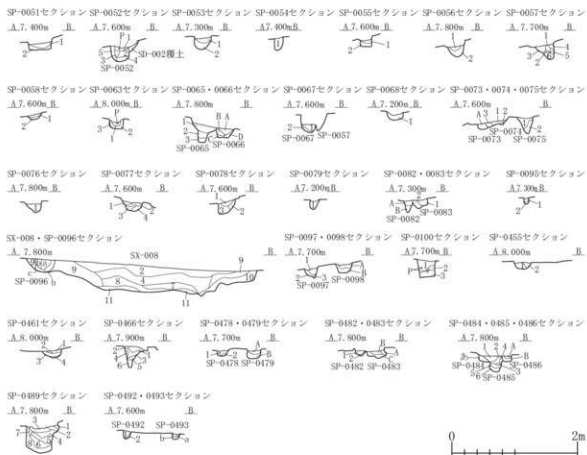 SP-0051セクション SP-0052セクション SP-0053セクション SP-0054セクション SP-0055セクション SP-0056セクション SP-0057セクション
A 7.400m B A 7.600m B A 7.300m B A 7.400m B A 7.600m B A 7.800m B A 7.700m B
SD-002覆土
SP-0052
SP-0058セクション SP-0063セクション SP-0065・0066セクション SP-0067セクション SP-0068セクション SP-0073・0074・0075セクション
A 7.600m B A 8.000m B A 7.800m B A 7.600m B A 7.200m B A 7.600m B
SP-0065 SP-0066 SP-0067 SP-0057 SP-0073 SP-0074 SP-0075
SP-0076セクション SP-0077セクション SP-0078セクション SP-0079セクション SP-0082・0083セクション SP-0095セクション
A 7.800m B A 7.600m B A 7.600m B A 7.200m B A 7.300m B A 7.300m B
SP-0082 SP-0083
SX-008・SP-0096セクション SP-0097・0098セクション SP-0100セクション SP-0455セクション
A 7.800m SX-008 B A 7.700m B A 7.700m B A 8.000m B
SP-0096 SP-0097 SP-0098
SP-0461セクション SP-0466セクション SP-0478・0479セクション SP-0482・0483セクション SP-0484・0485・0486セクション
A 8.000m B A 7.900m B A 7.700m B A 7.800m B A 7.800m B
SP-0478 SP-0479 SP-0482 SP-0483 SP-0484 SP-0485 SP-0486
SP-0489セクション SP-0492・0493セクション
A 7.800m B A 7.600m B
SP-0492 SP-0493
0 2m